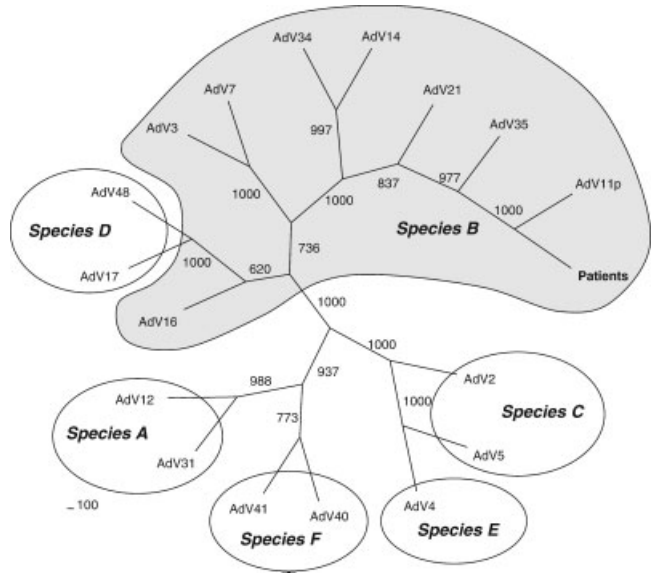 AdV34
AdV14
AdV7
AdV21
AdV3
AdV35
997
977
AdV11p
AdV48
1000
1000
837
1000
Species D
Species B
736
AdV17
1000
620
Patients
AdV16
1000
1000
988
937
AdV2
AdV12
1000
Species C
773
Species A
AdV5
AdV31
100
AdV41
AdV40
AdV4
Species F
Species E